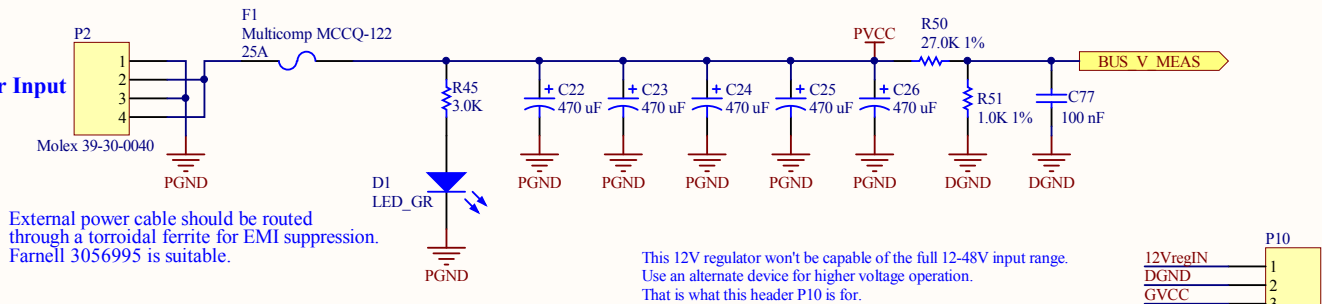 F1
Multicomp MCCQ-122
25A
P2
r Input
1
2
3
4
Molex 39-30-0040
PGND
R45
3.0K
D1
LED_GR
PGND
C22
470 uF
PGND
C23
470 uF
PGND
C24
470 uF
PGND
C25
470 uF
PGND
PVCC
C26
470 uF
PGND
R50
27.0K 1%
R51
1.0K 1%
DGND
C77
100 nF
DGND
BUS_V_MEAS
External power cable should be routed
through a torroidal ferrite for EMI suppression.
Farnell 3056995 is suitable.
This 12V regulator won't be capable of the full 12-48V input range.
Use an alternate device for higher voltage operation.
That is what this header P10 is for.
P10
12VregIN
1
DGND
2
GVCC
3